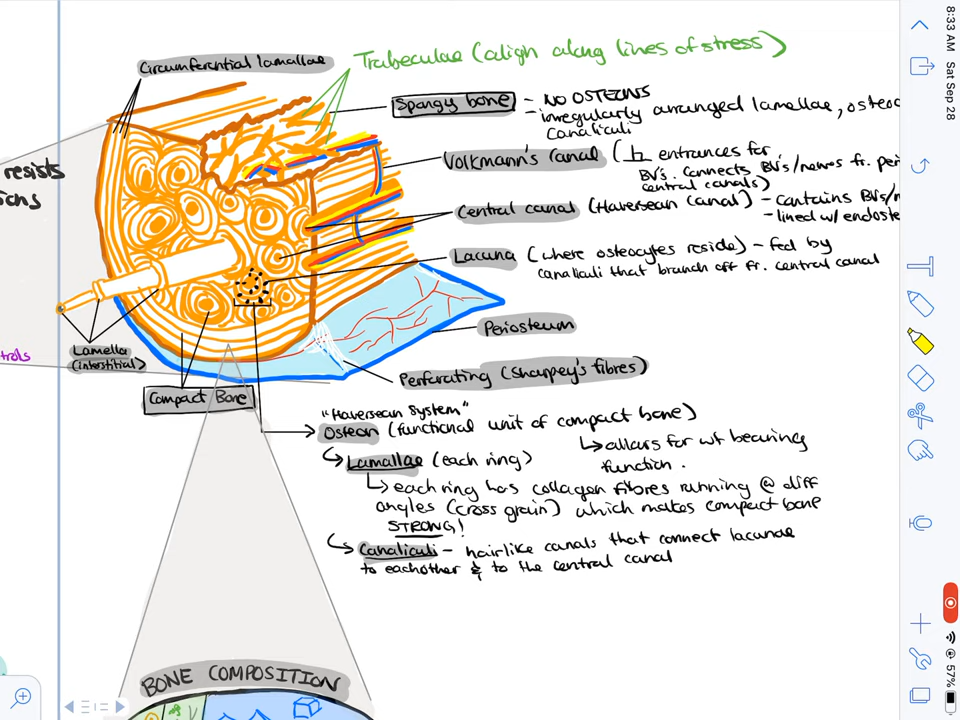 8:33 AM Sat Sep 28
57%
Circumferential lamallae
Trabeculae (align along lines of stress)
Spongy bone - NO OSTEONS
- irregularly arranged lamellae, osteoc
canaliculi
resists
Volkmann's Canal ( entrances for
BV's. Connects BV's/nerves fr. peri
central canals)
Central canal (Haversean canal) - contains BV's/n
- lined w/ endoste
Lacuna (where osteocytes reside) - fed by
canaliculi that branch off fr. central canal
Periosteum
trols
Lamella
(interstitial)
Perforating (sharpey's fibres)
Compact Bone
"Haversean System"
Osteon (functional unit of compact bone)
↳ allows for wt bearing
function.
↳ Lamallae (each ring)
↳ each ring has collagen fibres running @ diff
angles (cross grain) which makes compact bone
STRONG!
↳ Canaliculi - hairlike canals that connect lacunae
to eachother & to the central canal
BONE COMPOSITION